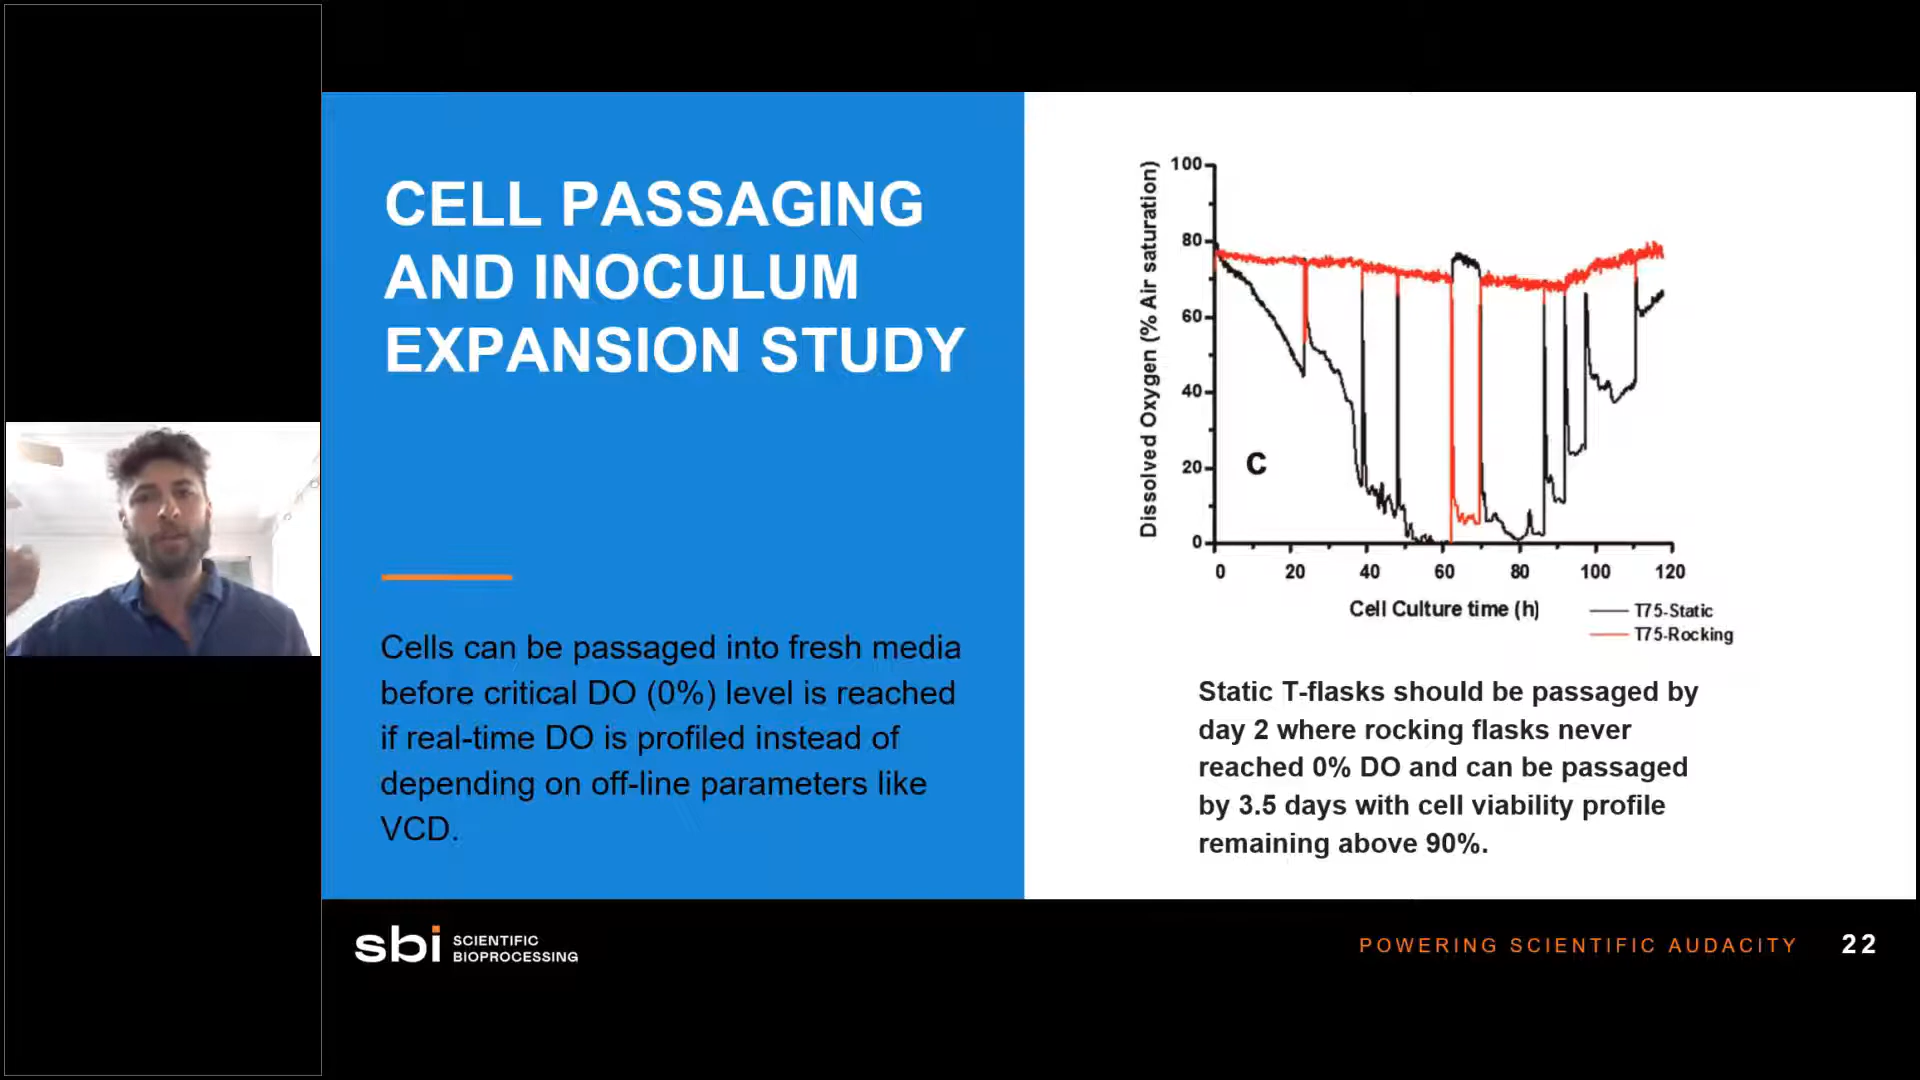 CELL PASSAGING
AND INOCULUM
EXPANSION STUDY
Cells can be passaged into fresh media
before critical DO (0%) level is reached
if real-time DO is profiled instead of
depending on off-line parameters like
VCD.
Dissolved Oxygen (% Air saturation)
100
80
60
40
20
0
C
0 20 40 60 80 100 120
Cell Culture time (h)
T75-Static
T75-Rocking
Static T-flasks should be passaged by
day 2 where rocking flasks never
reached 0% DO and can be passaged
by 3.5 days with cell viability profile
remaining above 90%.
sbi SCIENTIFIC
BIOPROCESSING
POWERING SCIENTIFIC AUDACITY 22